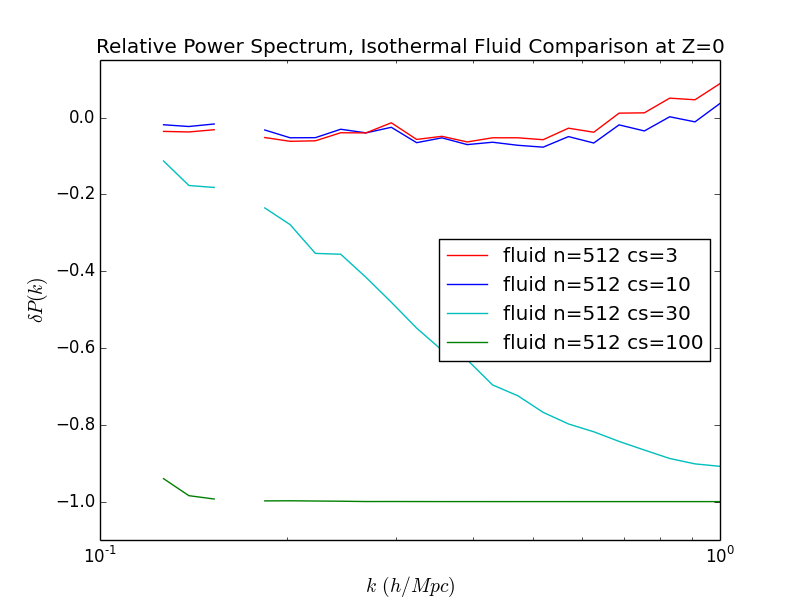 Relative Power Spectrum, Isothermal Fluid Comparison at Z=0
0.0
−0.2
−0.4
−0.6
−0.8
−1.0
δP(k)
fluid n=512 cs=3
fluid n=512 cs=10
fluid n=512 cs=30
fluid n=512 cs=100
10⁻¹
10⁰
k (h/Mpc)